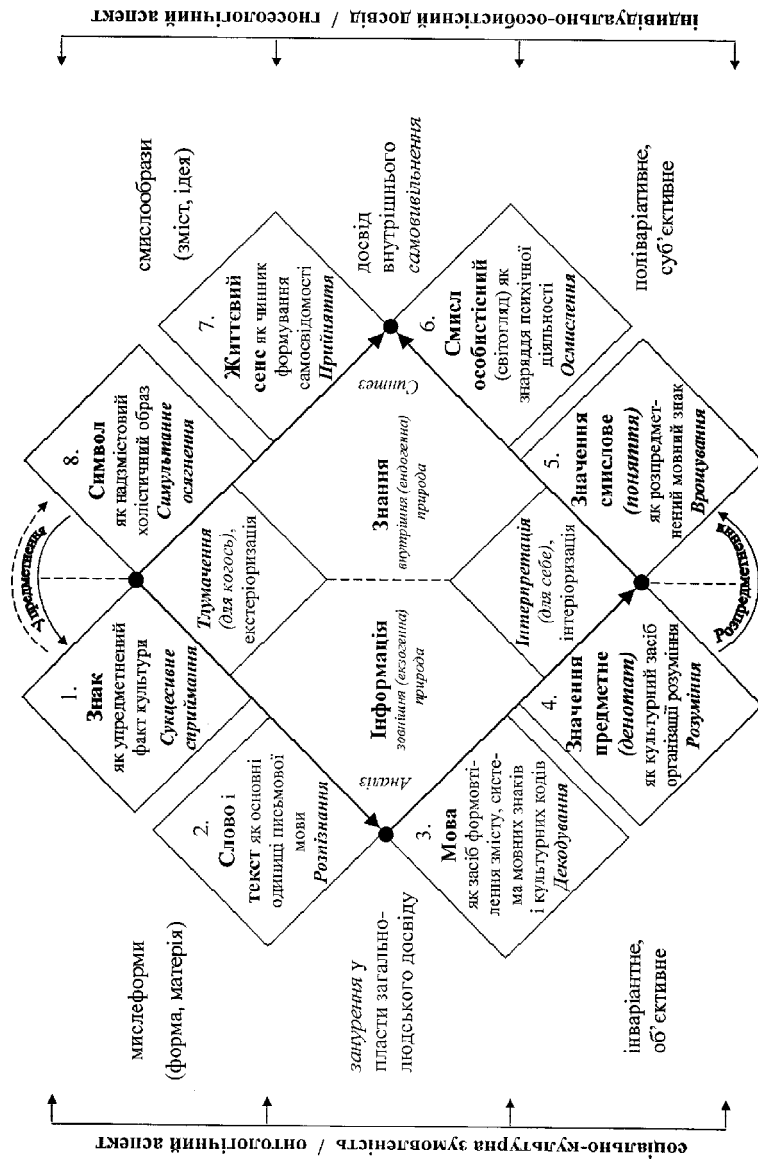 соціально-культурна зумовленість / онтологічний аспект
мислеформи
(форма, матерія)
занурення у
пласти загально-
людського досвіду
інваріантне,
об’єктивне
Упредметнення
1.
Знак
як упредметнений
факт культури
Сукцесивне
сприймання
2.
Слово і
текст як основні
одиниці письмової
мови
Розпізнання
3.
Мова
як засіб формовті-
лення змісту, систе-
ма мовних знаків
і культурних кодів
Декодування
4.
Значення
предметне
(денотат)
як культурний засіб
організації розуміння
Розуміння
Аналіз
Інформація
зовнішня (екзогенна)
природа
Тлумачення
(для когось),
екстеріоризація
Інтерпретація
(для себе),
інтеріоризація
Знання
внутрішня (ендогенна)
природа
Синтез
5.
Значення
смислове
(поняття)
як розпредмет-
нений мовний знак
Врощування
6.
Смисл
особистісний
(світогляд) як
знаряддя психічної
діяльності
Осмислення
7.
Життєвий
сенс як чинник
формування
самосвідомості
Прийняття
8.
Символ
як надзмістовий
холістичний образ
Симультанне
осягнення
Розпредметнення
смислообрази
(зміст, ідея)
досвід
внутрішнього
самовивільнення
поліваріативне,
суб’єктивне
індивідуально-особистісний досвід / гносеологічний аспект